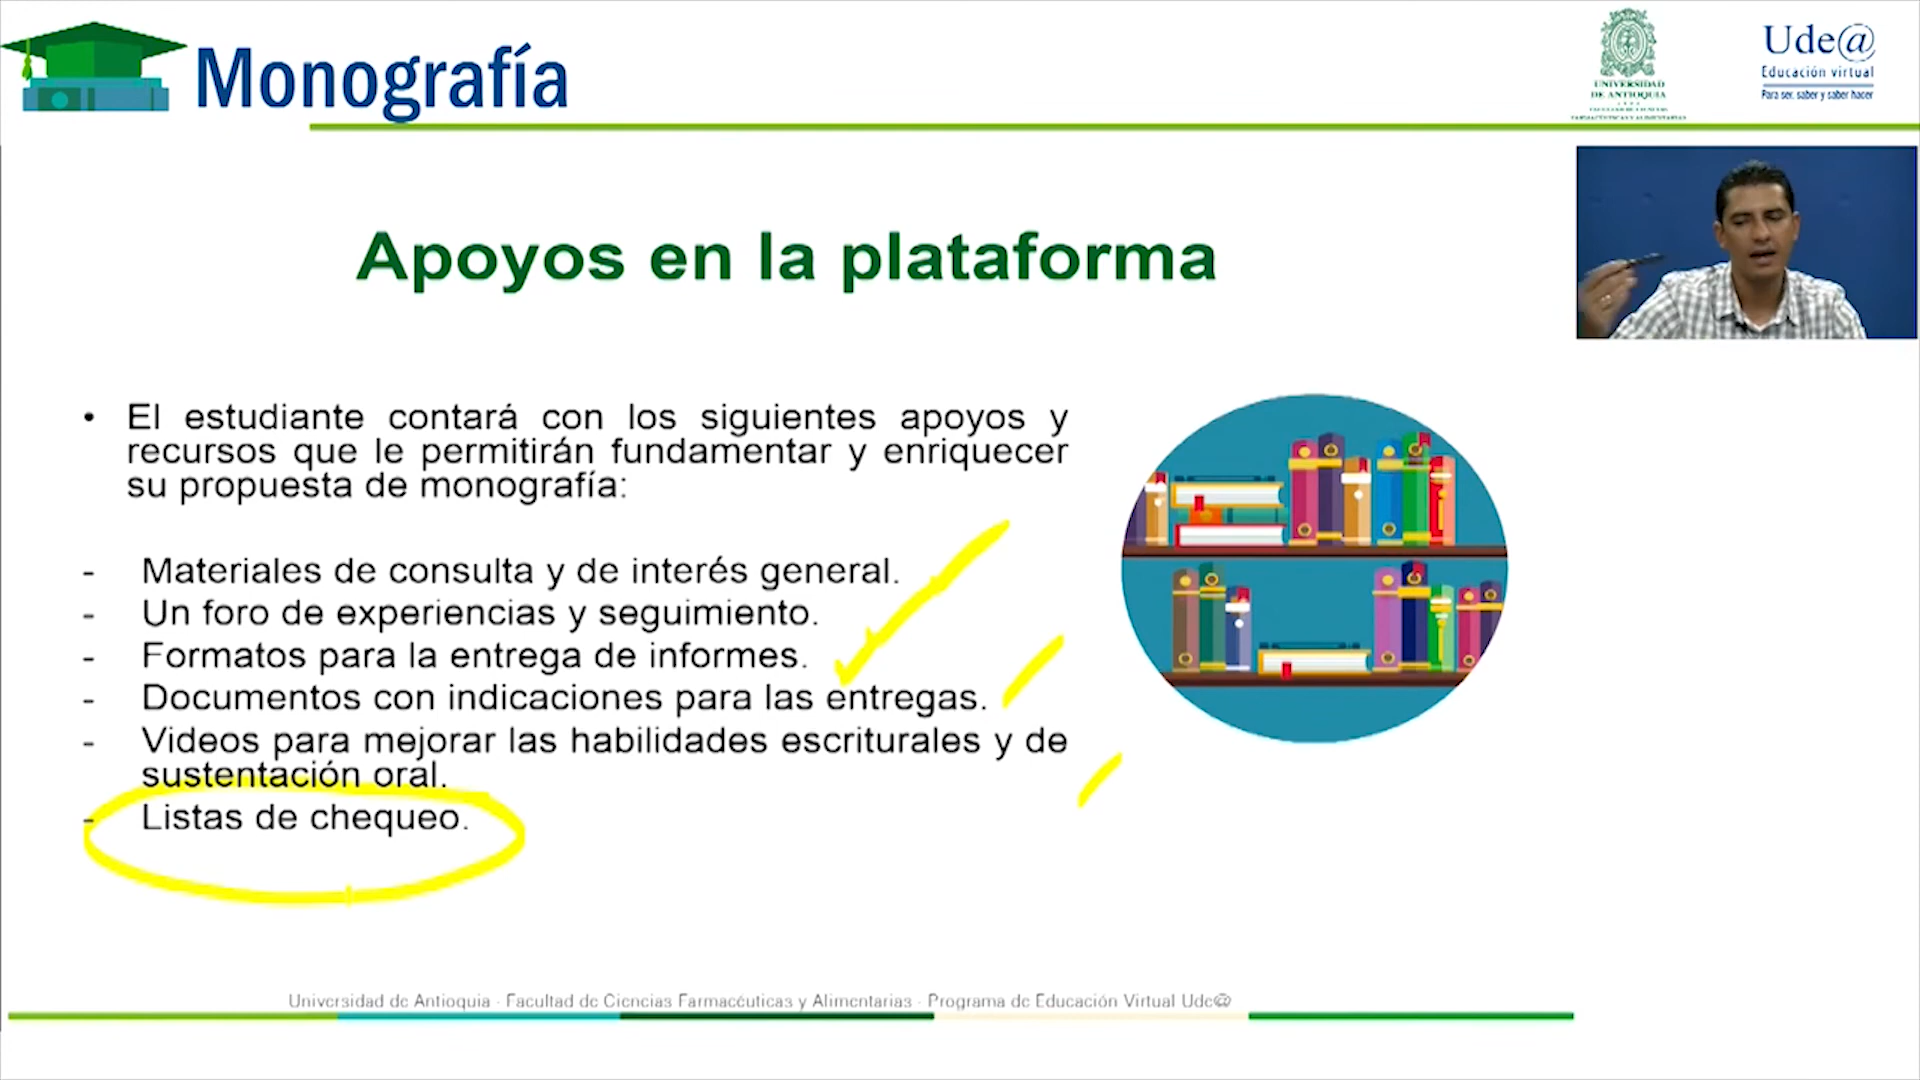 Monografía
UNIVERSIDAD
DE ANTIOQUIA
Ude@
Educación virtual
Para ser, saber y saber hacer
Apoyos en la plataforma
• El estudiante contará con los siguientes apoyos y
recursos que le permitirán fundamentar y enriquecer
su propuesta de monografía:
- Materiales de consulta y de interés general.
- Un foro de experiencias y seguimiento.
- Formatos para la entrega de informes.
- Documentos con indicaciones para las entregas.
- Videos para mejorar las habilidades escriturales y de
sustentación oral.
- Listas de chequeo.
Universidad de Antioquia · Facultad de Ciencias Farmacéuticas y Alimentarias · Programa de Educación Virtual Ude@